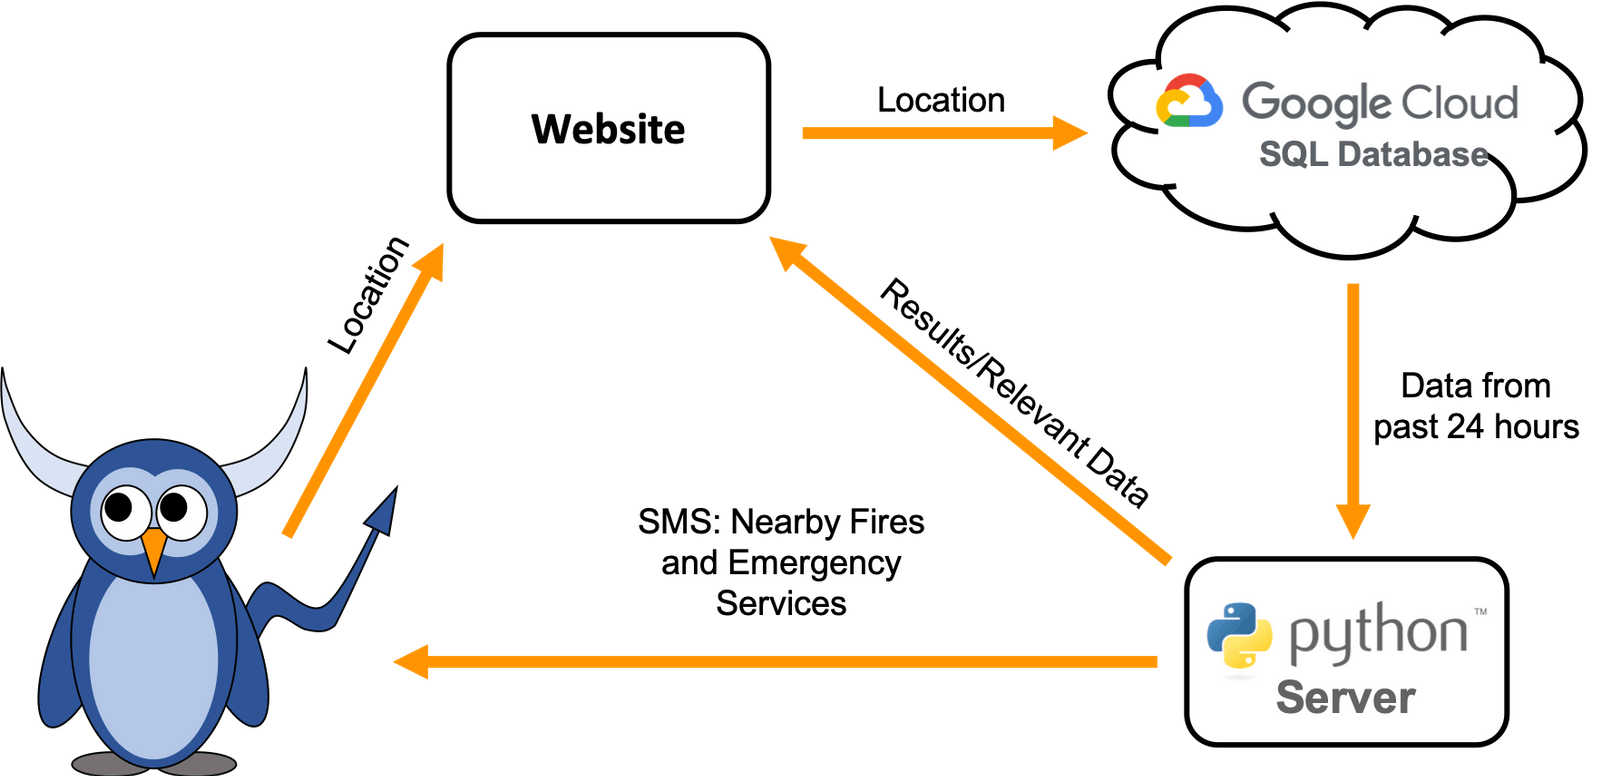 Website
Location
Google Cloud
SQL Database
Location
Results/Relevant Data
Data from
past 24 hours
SMS: Nearby Fires
and Emergency
Services
python™
Server